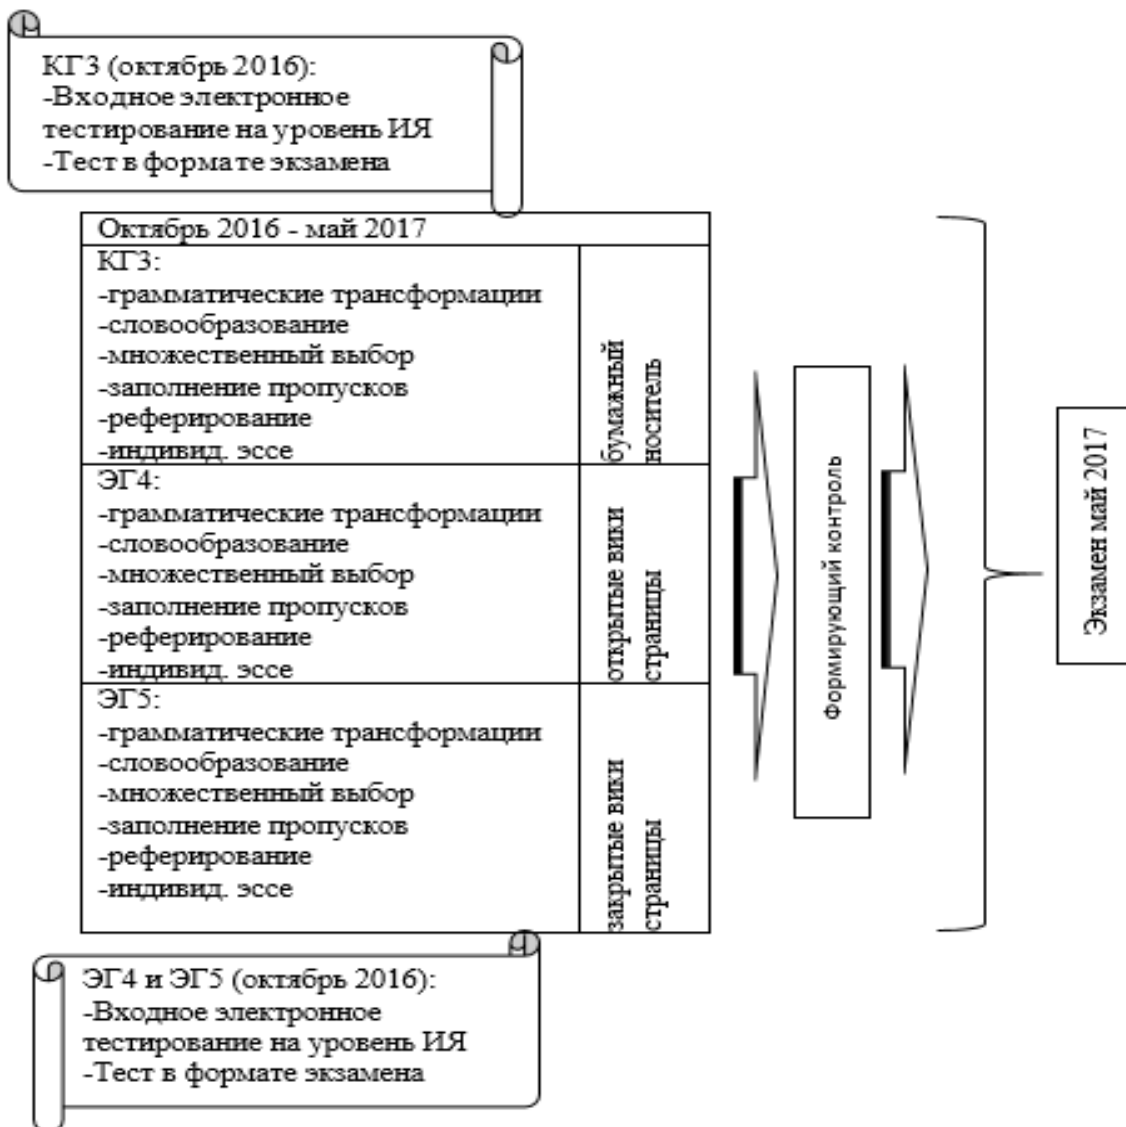 КГ3 (октябрь 2016):
-Входное электронное
тестирование на уровень ИЯ
-Тест в формате экзамена
Октябрь 2016 - май 2017
КГ3:
-грамматические трансформации
-словообразование
-множественный выбор
-заполнение пропусков
-реферирование
-индивид. эссе
бумажный
носитель
ЭГ4:
-грамматические трансформации
-словообразование
-множественный выбор
-заполнение пропусков
-реферирование
-индивид. эссе
открытые вики
страницы
ЭГ5:
-грамматические трансформации
-словообразование
-множественный выбор
-заполнение пропусков
-реферирование
-индивид. эссе
закрытые вики
страницы
Формирующий контроль
Экзамен май 2017
ЭГ4 и ЭГ5 (октябрь 2016):
-Входное электронное
тестирование на уровень ИЯ
-Тест в формате экзамена